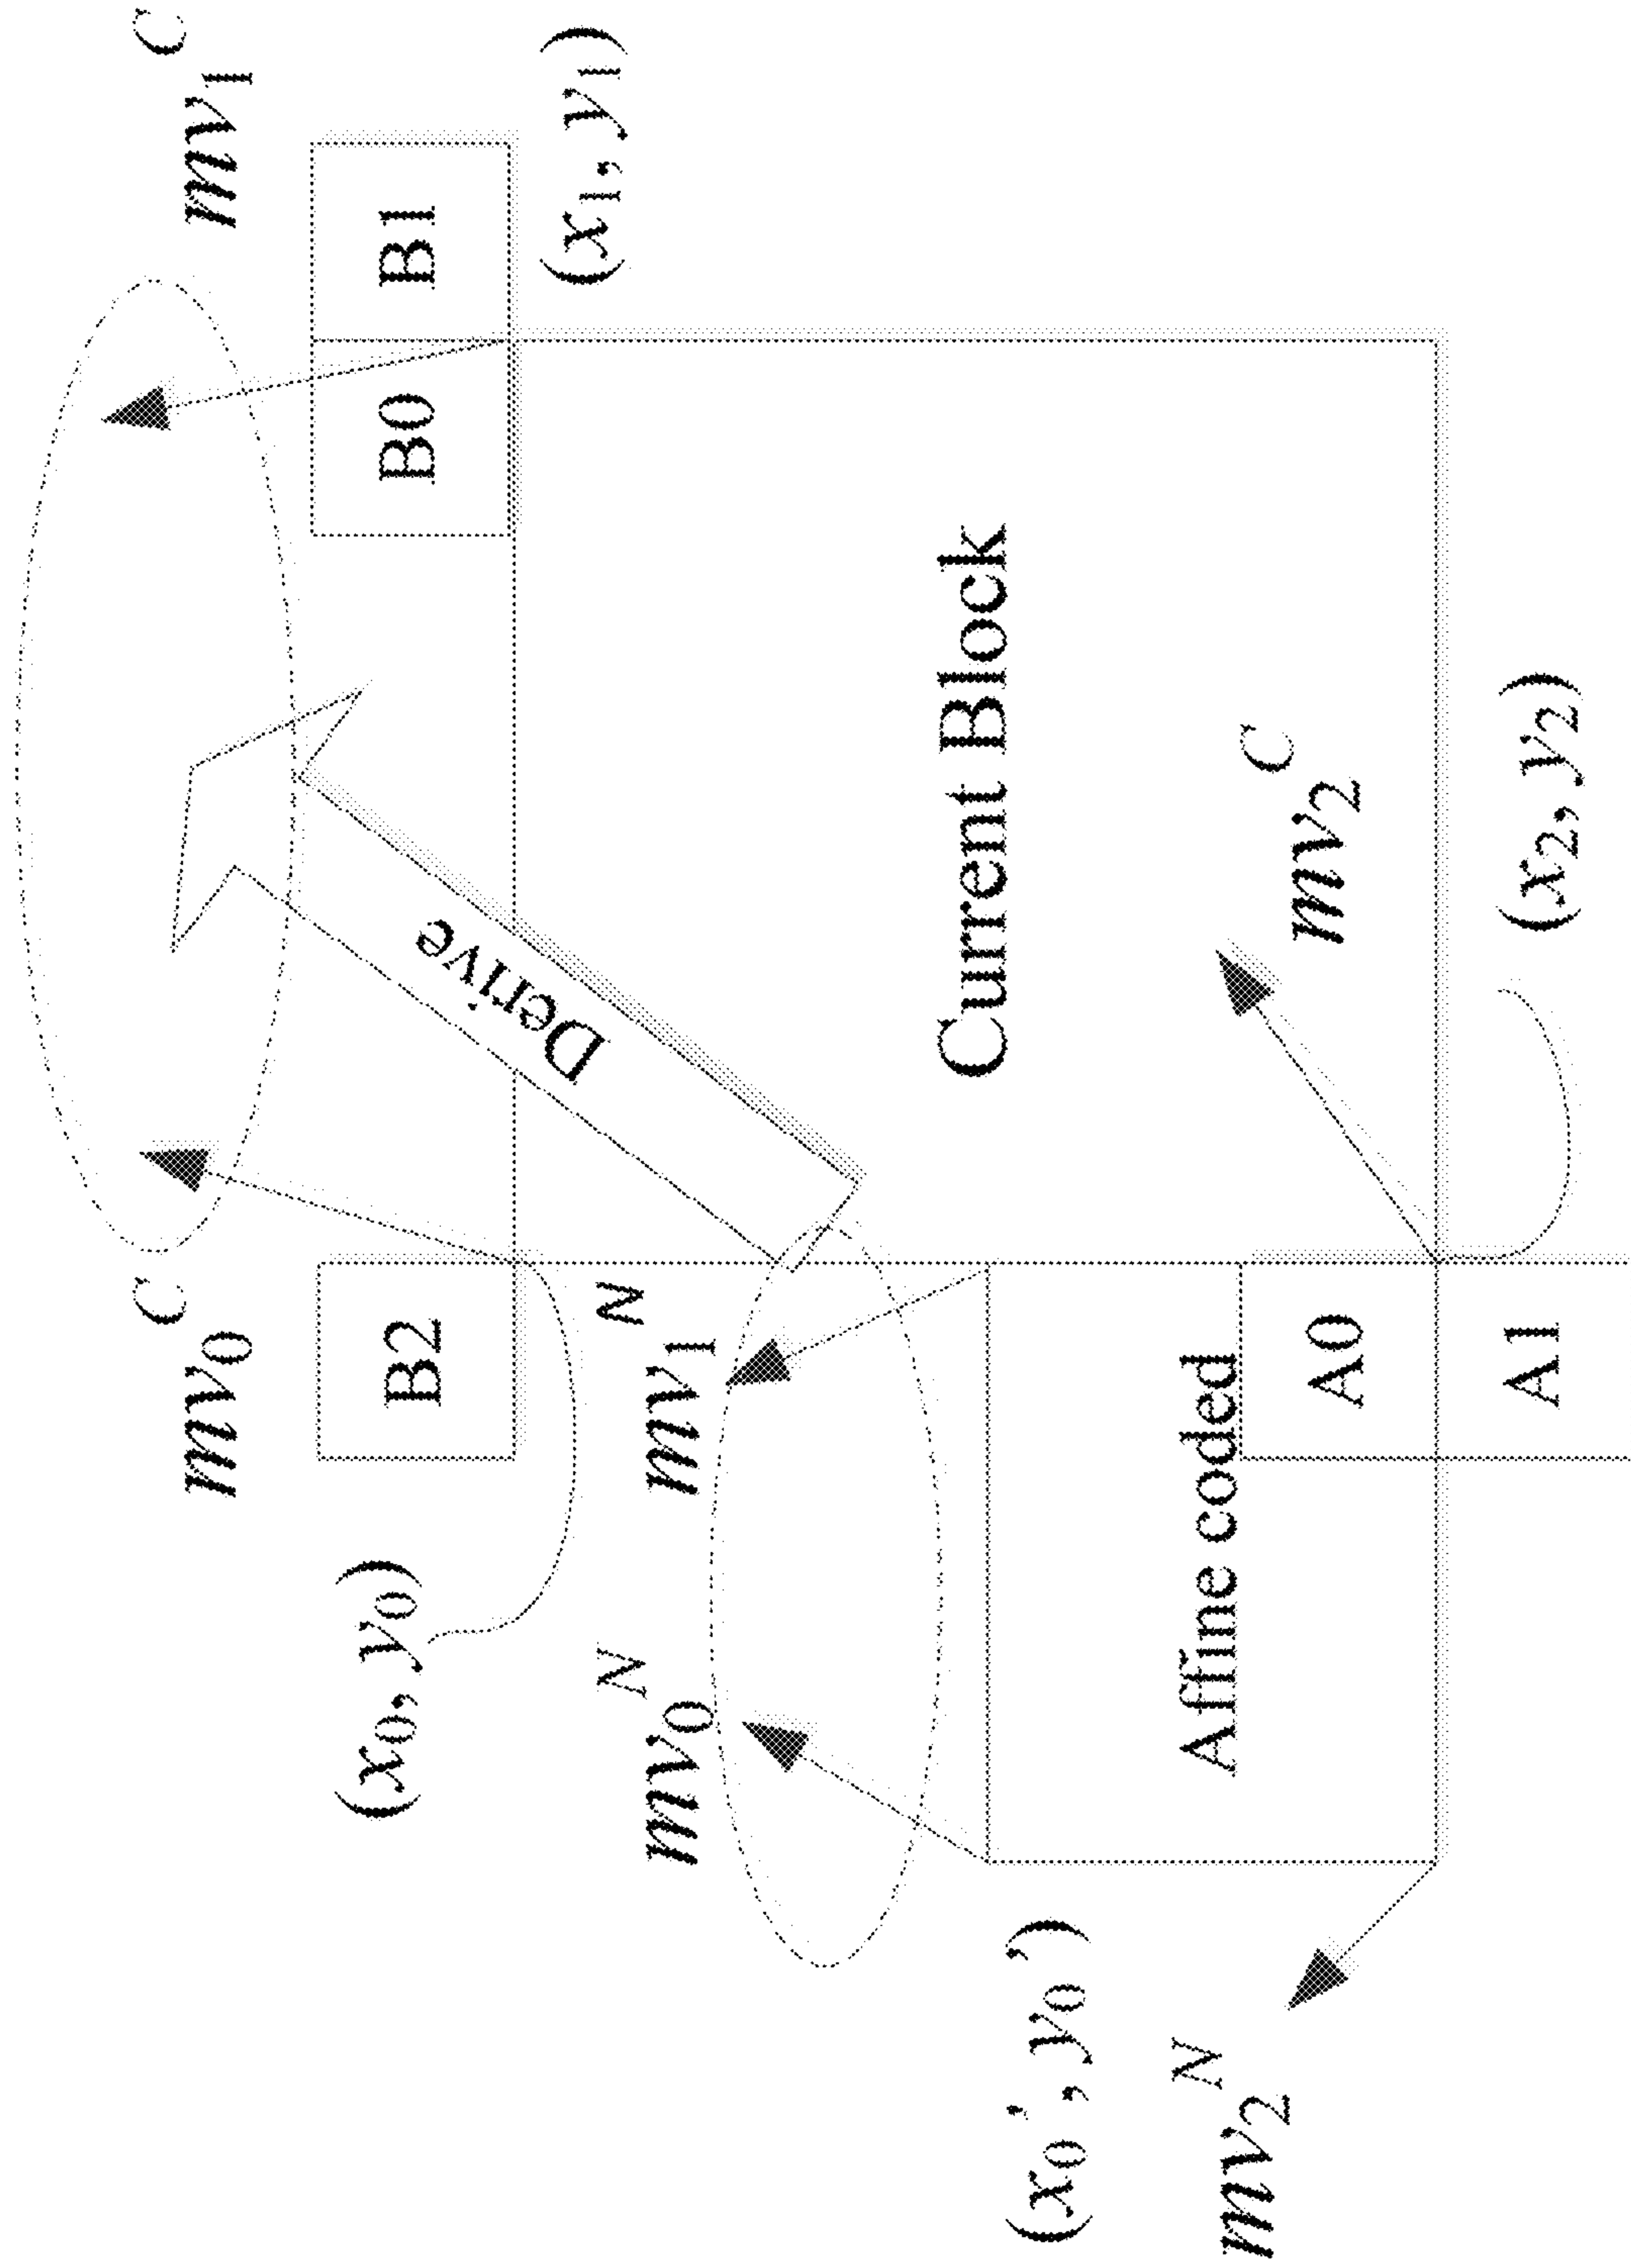 mv₀ᶜ
mv₁ᶜ
(x₀, y₀)
B2
B0
B1
Derive
(x₁, y₁)
mv₀ᴺ
mv₁ᴺ
Current Block
(x₀', y₀')
Affine coded
mv₂ᴺ
mv₂ᶜ
A0
A1
(x₂, y₂)